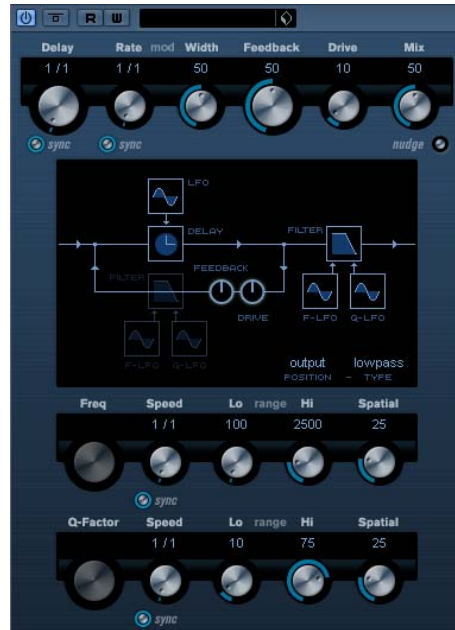 R W
Delay Rate mod Width Feedback Drive Mix
1/1 1/1 50 50 10 50
sync sync nudge
LFO
DELAY FILTER
FILTER FEEDBACK
DRIVE F-LFO Q-LFO
F-LFO Q-LFO
output lowpass
POSITION - TYPE
Freq Speed Lo range Hi Spatial
1/1 100 2500 25
sync
Q-Factor Speed Lo range Hi Spatial
1/1 10 75 25
sync